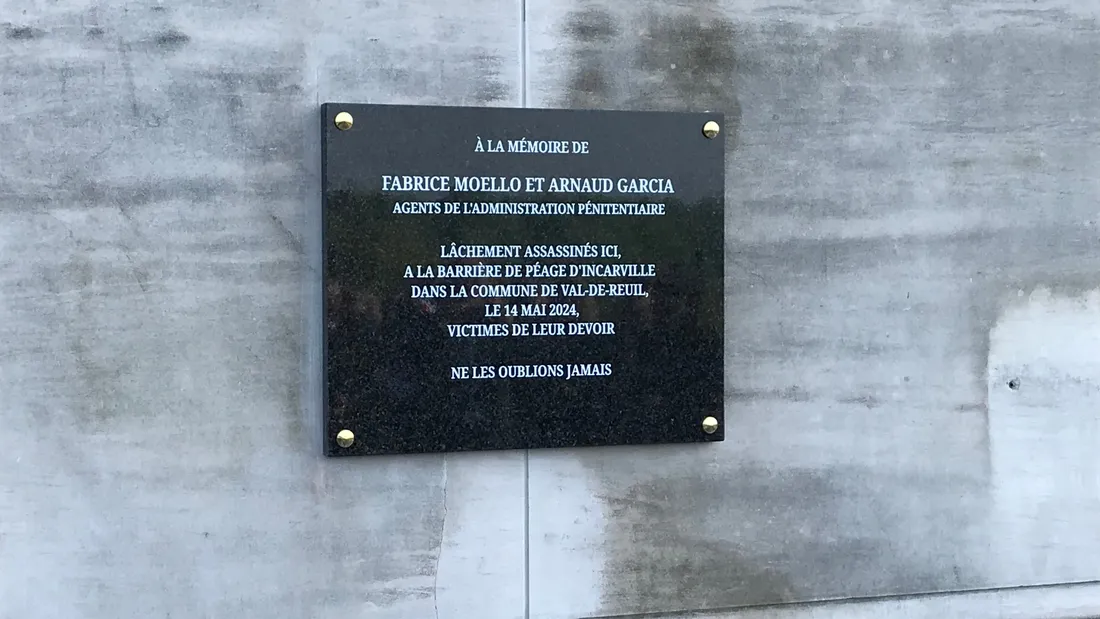 À LA MÉMOIRE DE
FABRICE MOELLO ET ARNAUD GARCIA
AGENTS DE L'ADMINISTRATION PÉNITENTIAIRE
LÂCHEMENT ASSASSINÉS ICI,
A LA BARRIÈRE DE PÉAGE D'INCARVILLE
DANS LA COMMUNE DE VAL-DE-REUIL,
LE 14 MAI 2024,
VICTIMES DE LEUR DEVOIR
NE LES OUBLIONS JAMAIS